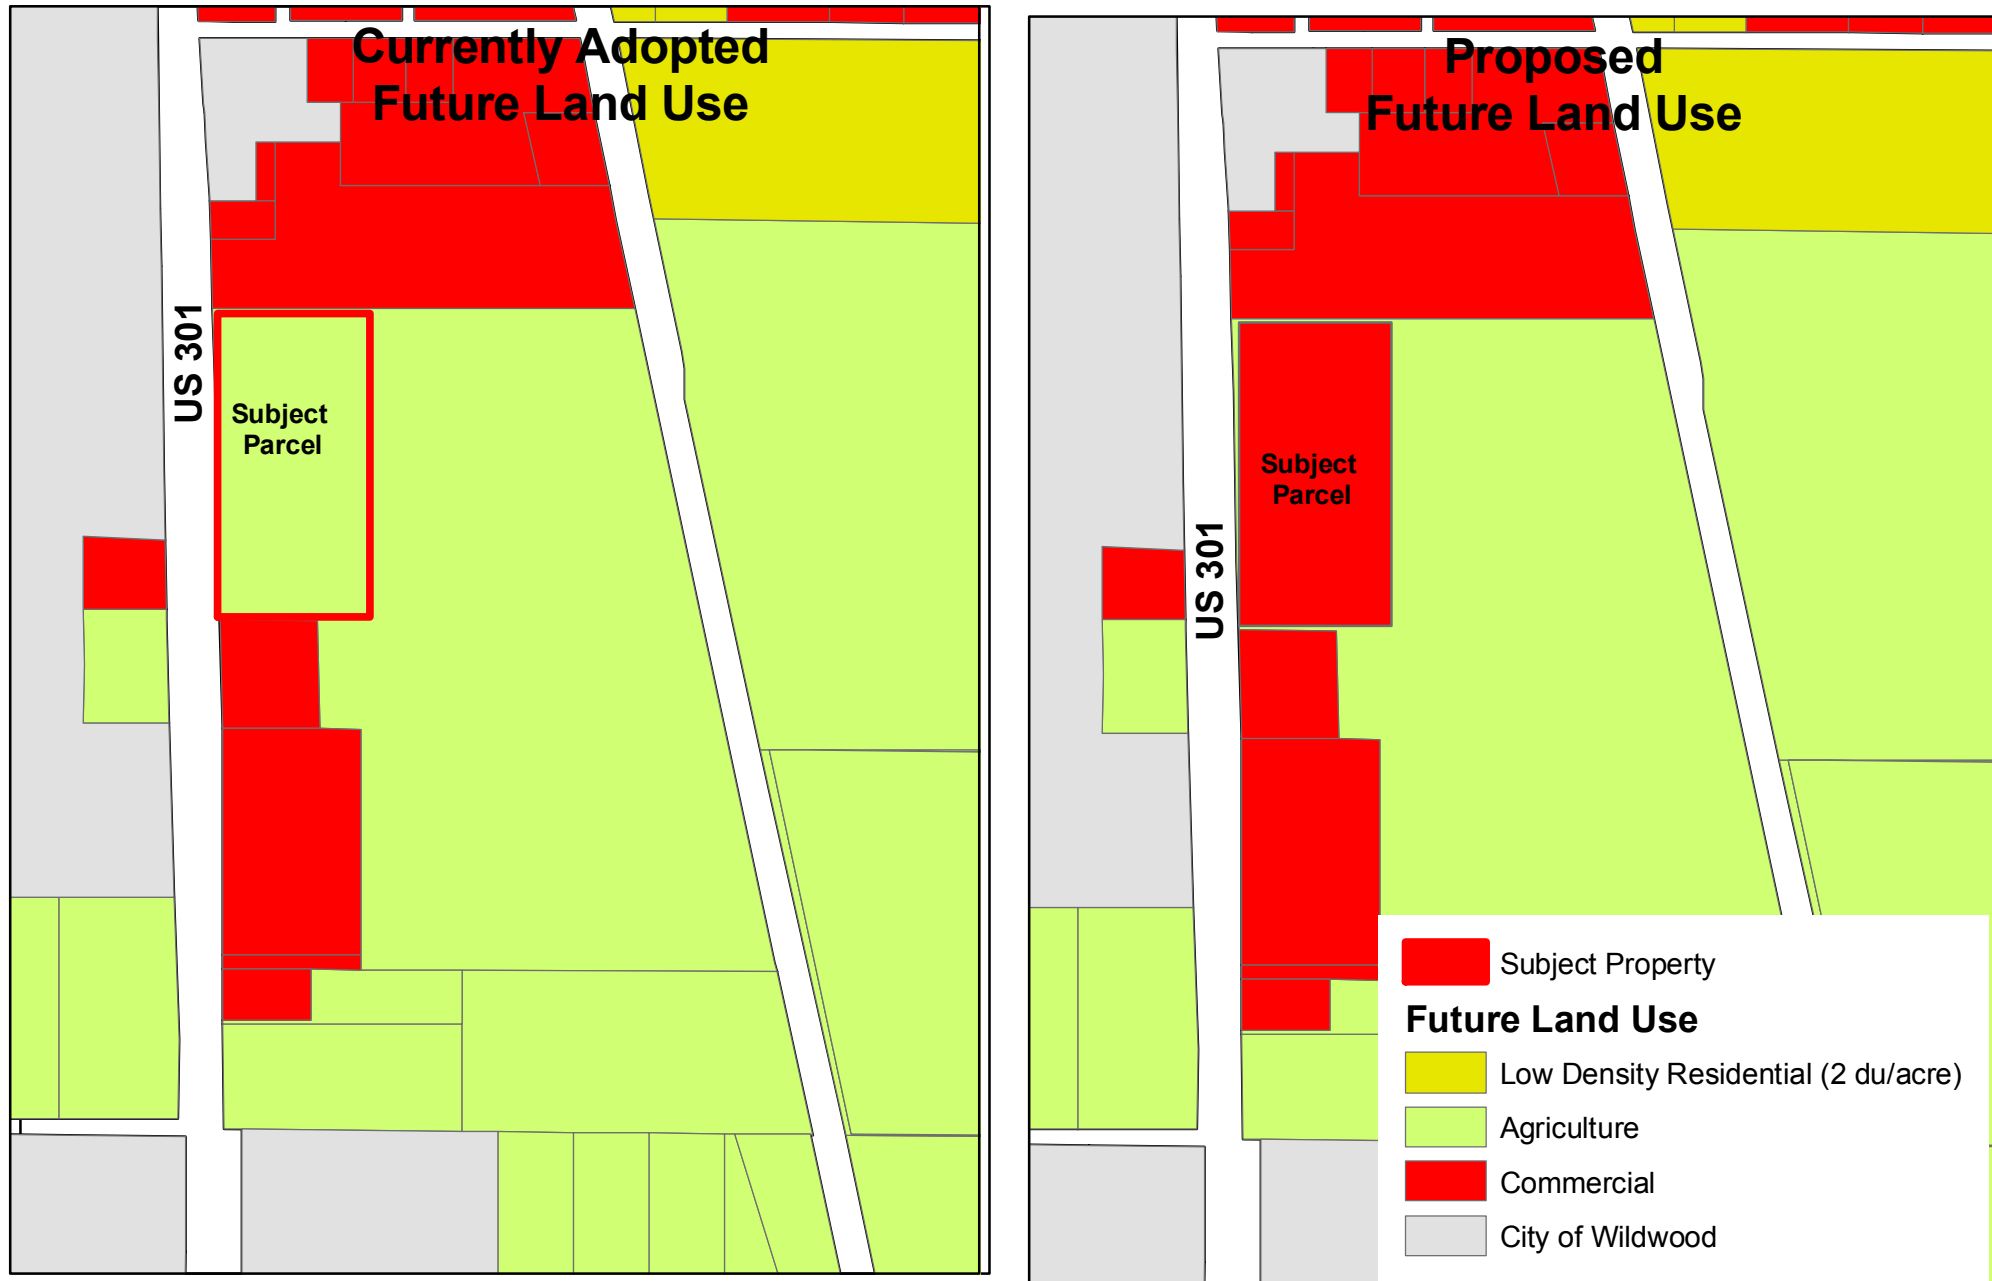 Currently Adopted
Future Land Use
US 301
Subject
Parcel
Proposed
Future Land Use
Subject
Parcel
US 301
Subject Property
Future Land Use
Low Density Residential (2 du/acre)
Agriculture
Commercial
City of Wildwood